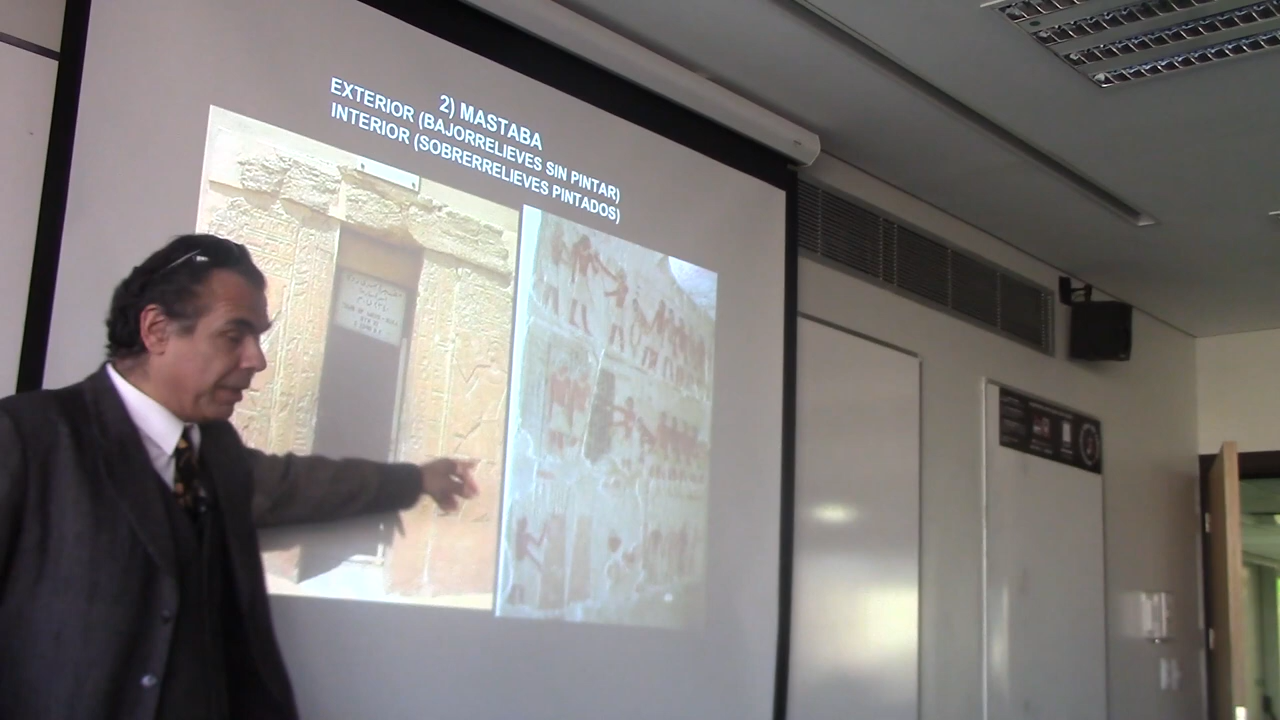 2) MASTABA
EXTERIOR (BAJORRELIEVES SIN PINTAR)
INTERIOR (SOBRERRELIEVES PINTADOS)